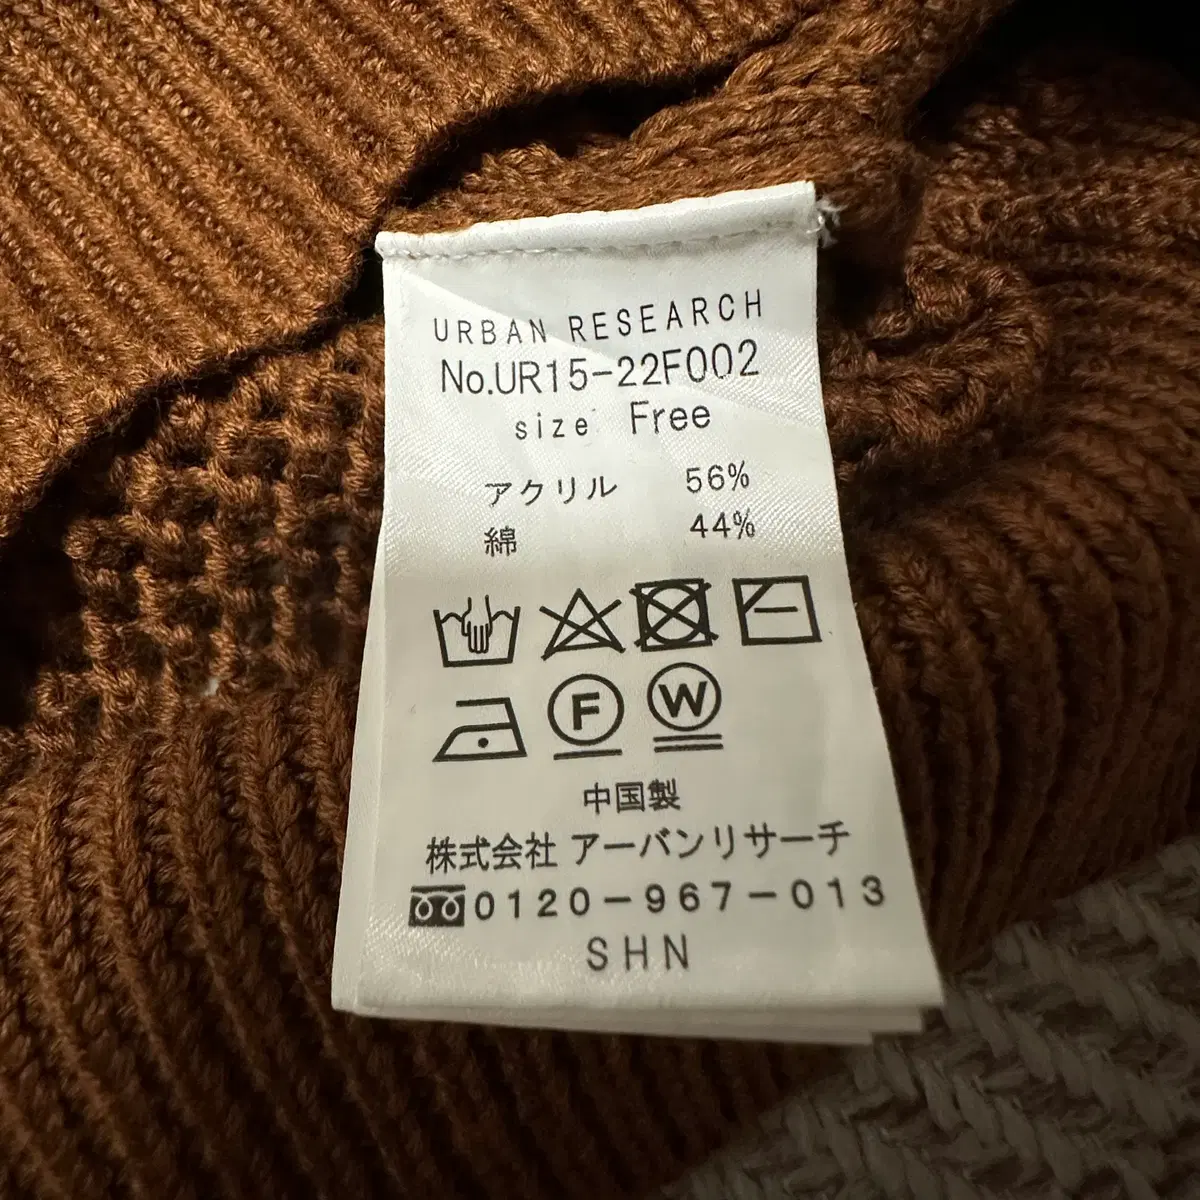 URBAN RESEARCH
No.UR15-22F002
size Free
アクリル 56%
綿 44%
F W
中国製
株式会社 アーバンリサーチ
0120-967-013
SHN